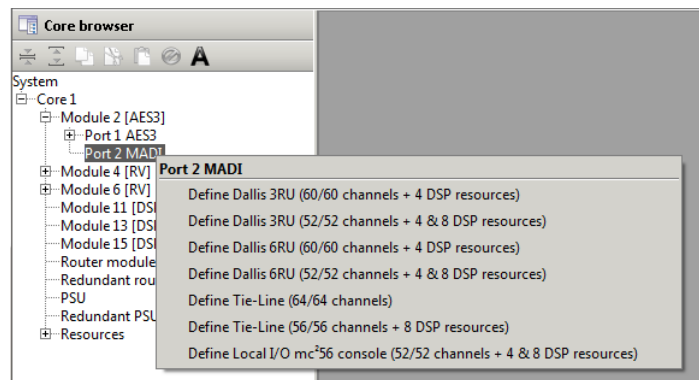 Core browser
A
System
Core 1
Module 2 [AES3]
Port 1 AES3
Port 2 MADI
Module 4 [RV]
Module 6 [RV]
Module 11 [DS
Module 13 [DS
Module 15 [DS
Router module
Redundant rou
PSU
Redundant PSU
Resources
Port 2 MADI
Define Dallis 3RU (60/60 channels + 4 DSP resources)
Define Dallis 3RU (52/52 channels + 4 & 8 DSP resources)
Define Dallis 6RU (60/60 channels + 4 DSP resources)
Define Dallis 6RU (52/52 channels + 4 & 8 DSP resources)
Define Tie-Line (64/64 channels)
Define Tie-Line (56/56 channels + 8 DSP resources)
Define Local I/O mc²56 console (52/52 channels + 4 & 8 DSP resources)